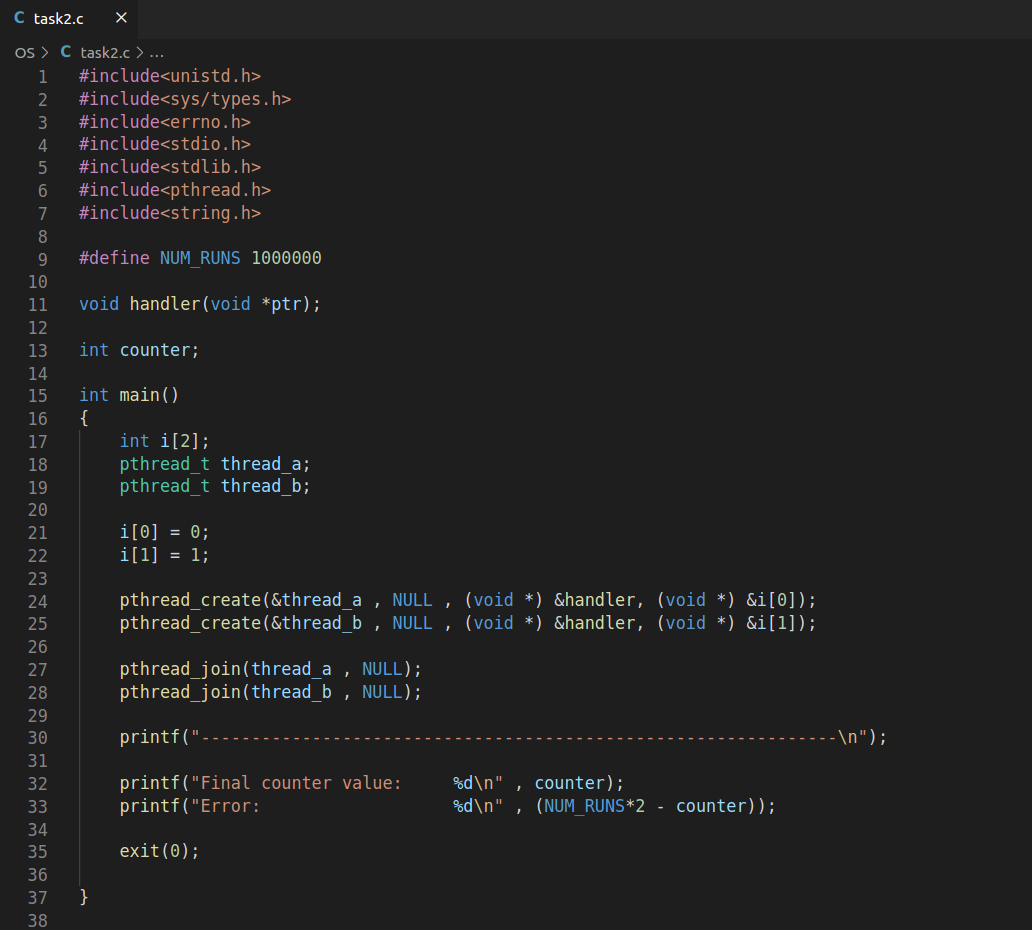 C task2.c ×
OS > C task2.c > ...
1 #include<unistd.h>
2 #include<sys/types.h>
3 #include<errno.h>
4 #include<stdio.h>
5 #include<stdlib.h>
6 #include<pthread.h>
7 #include<string.h>
8
9 #define NUM_RUNS 1000000
10
11 void handler(void *ptr);
12
13 int counter;
14
15 int main()
16 {
17     int i[2];
18     pthread_t thread_a;
19     pthread_t thread_b;
20
21     i[0] = 0;
22     i[1] = 1;
23
24     pthread_create(&thread_a , NULL , (void *) &handler, (void *) &i[0]);
25     pthread_create(&thread_b , NULL , (void *) &handler, (void *) &i[1]);
26
27     pthread_join(thread_a , NULL);
28     pthread_join(thread_b , NULL);
29
30     printf("---------------------------------------------------------------\n");
31
32     printf("Final counter value:     %d\n" , counter);
33     printf("Error:                   %d\n" , (NUM_RUNS*2 - counter));
34
35     exit(0);
36
37 }
38